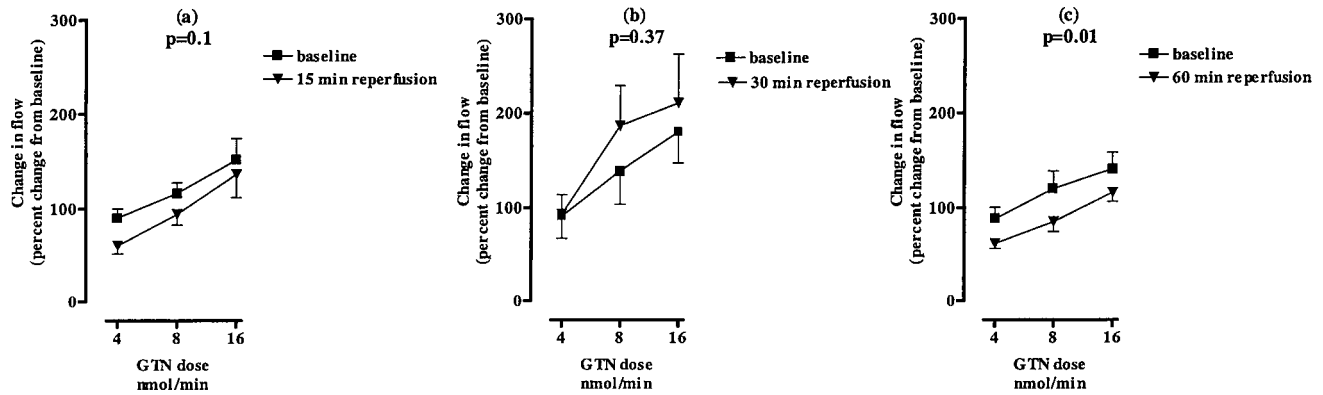 (a)
p=0.1
300
200
100
0
Change in flow
(percent change from baseline)
baseline
15 min reperfusion
4 8 16
GTN dose
nmol/min
(b)
p=0.37
300
200
100
0
Change in flow
(percent change from baseline)
baseline
30 min reperfusion
4 8 16
GTN dose
nmol/min
(c)
p=0.01
300
200
100
0
Change in flow
(percent change from baseline)
baseline
60 min reperfusion
4 8 16
GTN dose
nmol/min